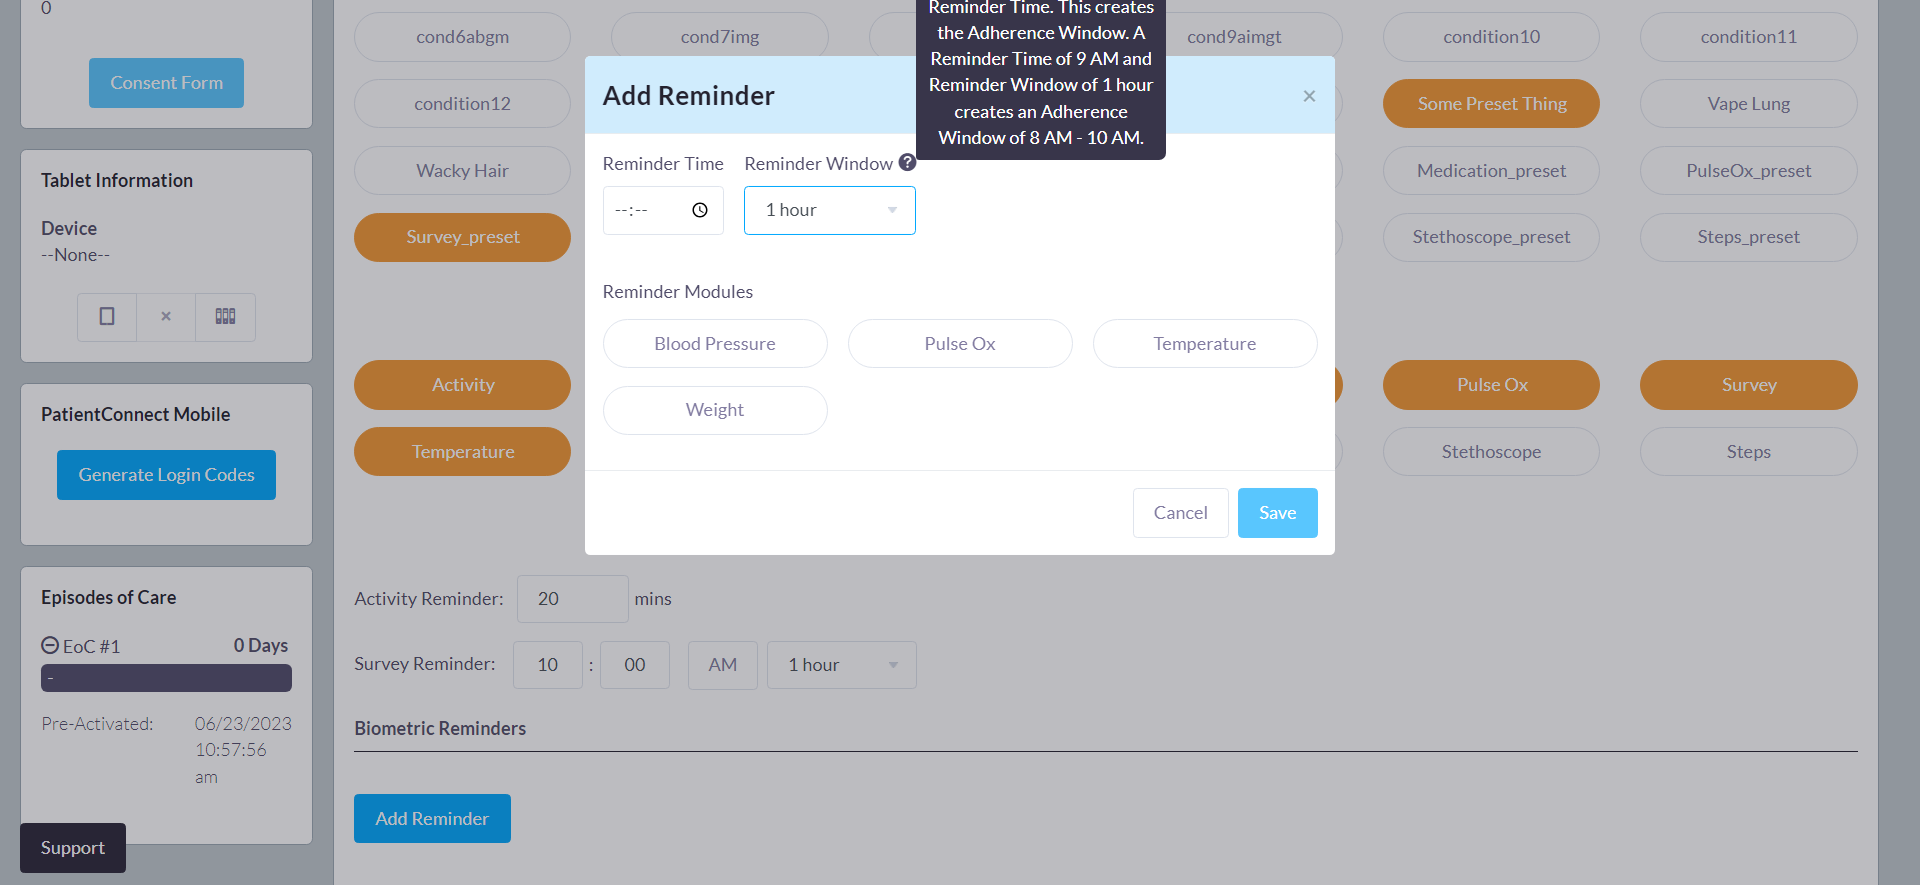 0
Consent Form
Tablet Information
Device
--None--
PatientConnect Mobile
Generate Login Codes
Episodes of Care
EoC #1 0 Days
-
Pre-Activated: 06/23/2023
10:57:56
am
Support
cond6abgm cond7img cond9aimgt condition10 condition11
condition12 Some Preset Thing Vape Lung
Wacky Hair Medication_preset PulseOx_preset
Survey_preset Stethoscope_preset Steps_preset
Activity Pulse Ox Survey
Temperature Stethoscope Steps
Reminder Time. This creates
the Adherence Window. A
Reminder Time of 9 AM and
Reminder Window of 1 hour
creates an Adherence
Window of 8 AM - 10 AM.
Add Reminder ×
Reminder Time Reminder Window ?
--:-- 1 hour
Reminder Modules
Blood Pressure Pulse Ox Temperature
Weight
Cancel Save
Activity Reminder: 20 mins
Survey Reminder: 10 : 00 AM 1 hour
Biometric Reminders
Add Reminder